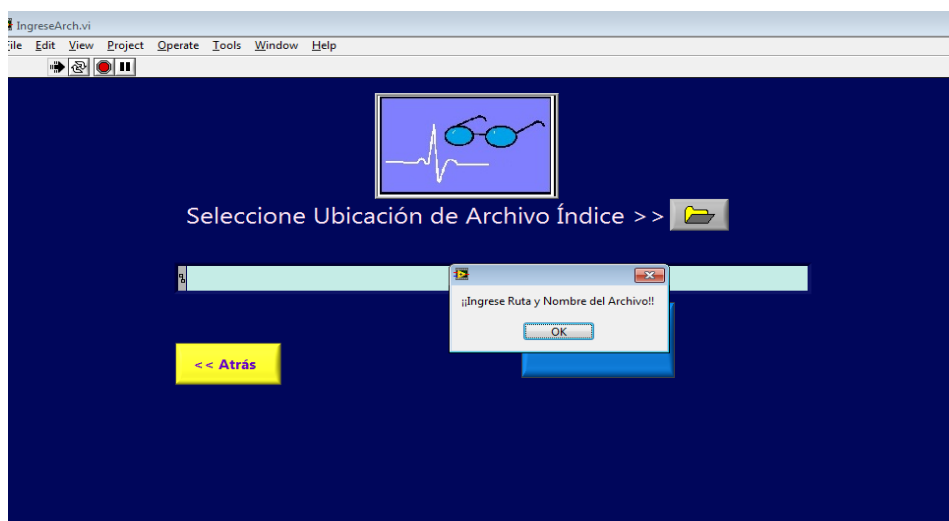 IngreseArch.vi
File Edit View Project Operate Tools Window Help
Seleccione Ubicación de Archivo Índice >>
¡¡Ingrese Ruta y Nombre del Archivo!!
OK
<< Atrás